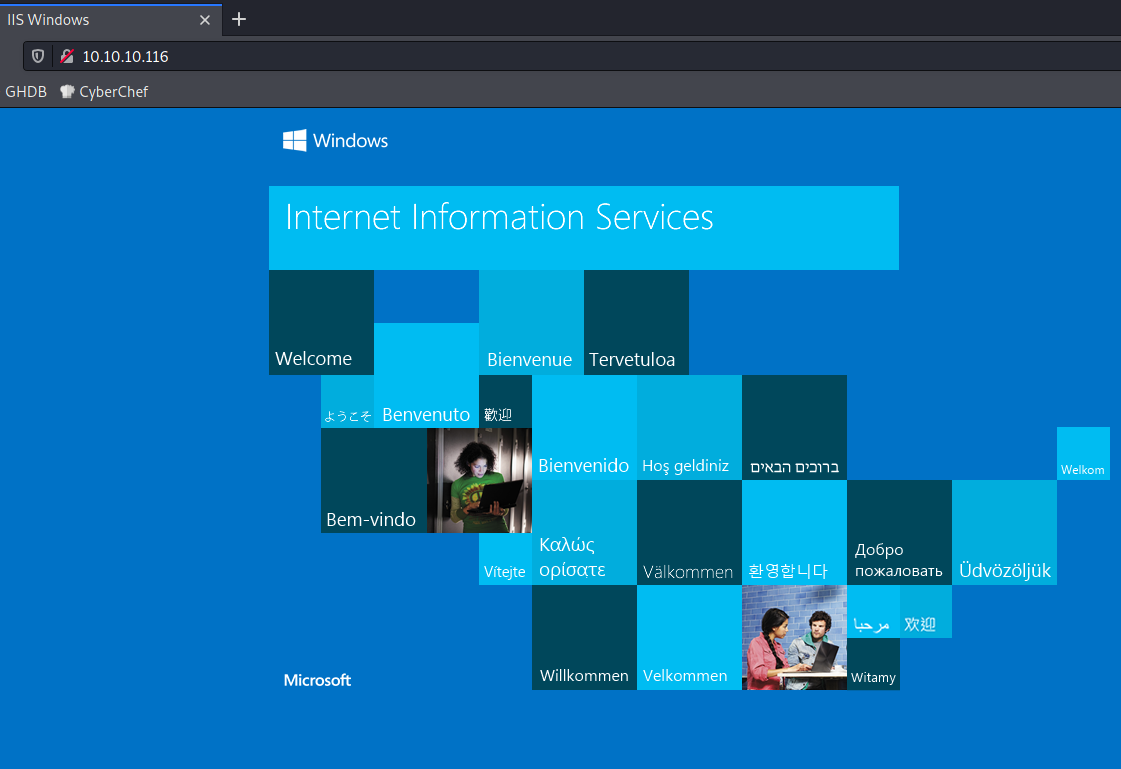 IIS Windows
10.10.10.116
GHDB
CyberChef
Windows
Internet Information Services
Welcome
Bienvenue
Tervetuloa
ようこそ
Benvenuto
歡迎
Bienvenido
Hoş geldiniz
ברוכים הבאים
Welkom
Bem-vindo
Vítejte
Καλώς
ορίσατε
Välkommen
환영합니다
Добро
пожаловать
Üdvözöljük
Willkommen
Velkommen
مرحبا
欢迎
Witamy
Microsoft